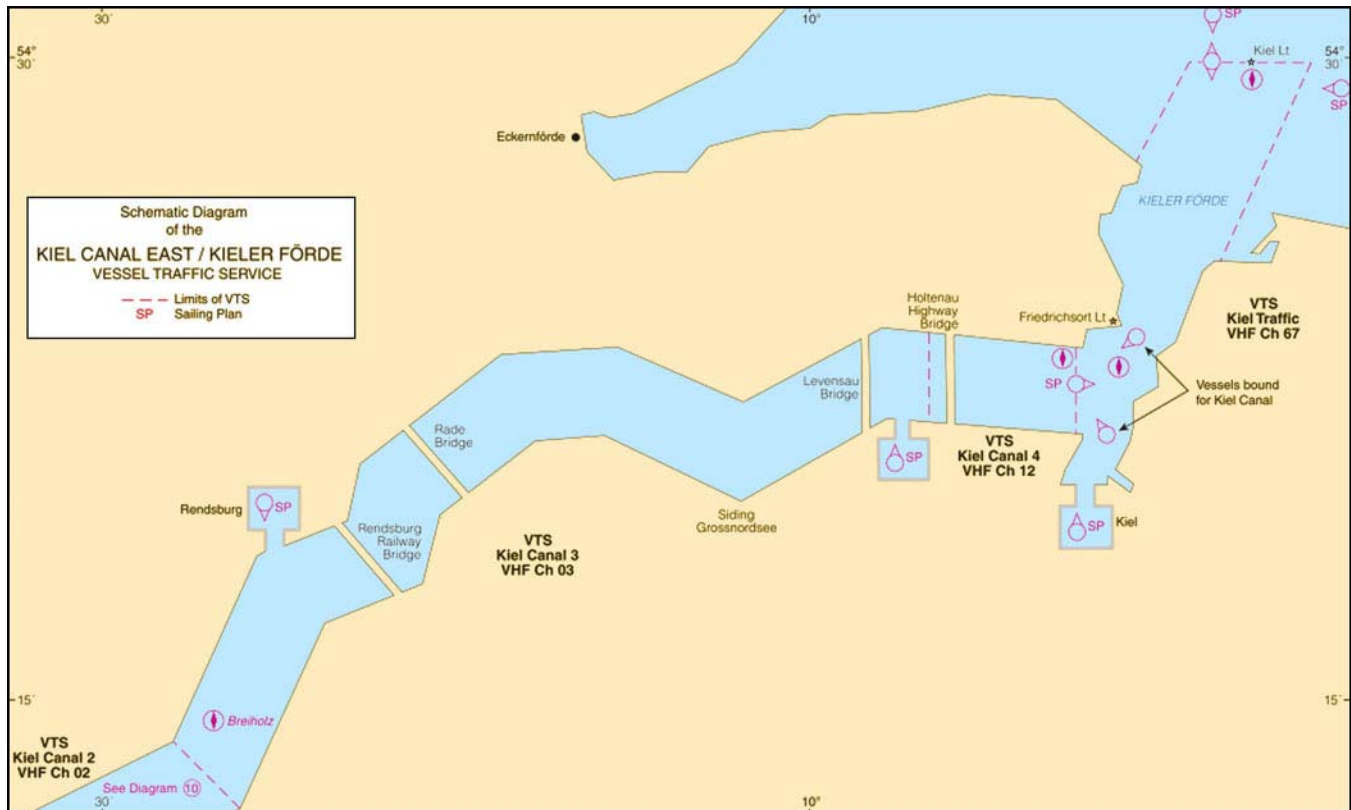 30´
10°
SP
54°
30´
Kiel Lt
54°
30´
SP
Eckernförde
KIELER FÖRDE
Schematic Diagram
of the
KIEL CANAL EAST / KIELER FÖRDE
VESSEL TRAFFIC SERVICE
Limits of VTS
SP Sailing Plan
Holtenau
Highway
Bridge
Friedrichsort Lt
VTS
Kiel Traffic
VHF Ch 67
Levensau
Bridge
SP
Vessels bound
for Kiel Canal
Rade
Bridge
SP
VTS
Kiel Canal 4
VHF Ch 12
Rendsburg
SP
Rendsburg
Railway
Bridge
Siding
Grossnordsee
SP
Kiel
VTS
Kiel Canal 3
VHF Ch 03
15´
15´
Breiholz
VTS
Kiel Canal 2
VHF Ch 02
See Diagram 10
30´
10°